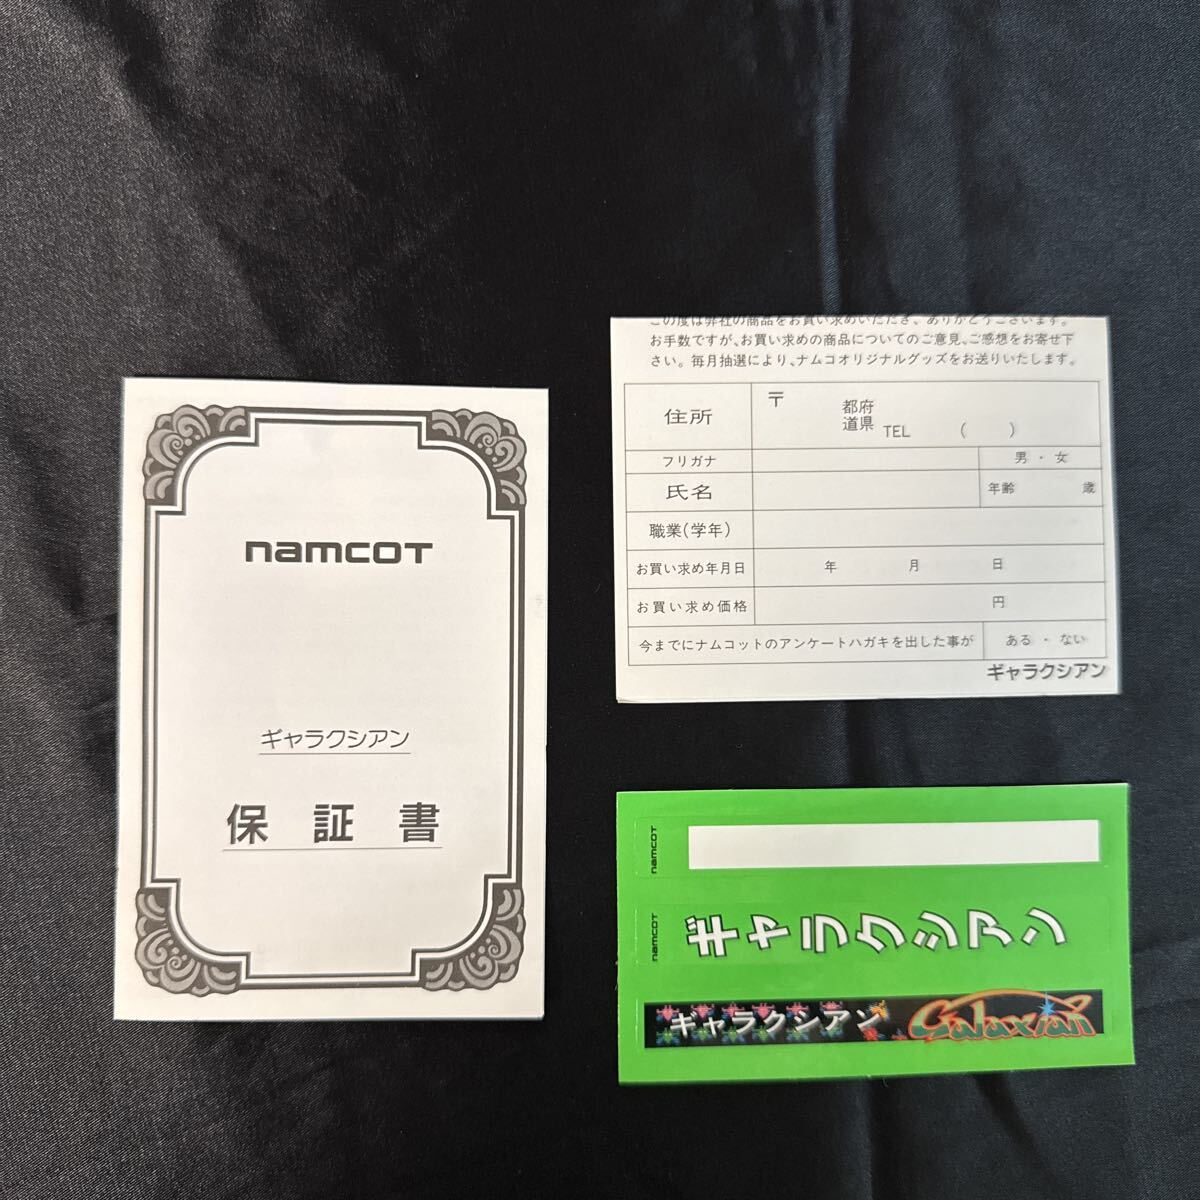 namcot
ギャラクシアン
保証書
この度は弊社の商品をお買い求めいただき、ありがとうございます。
お手数ですが、お買い求めの商品についてのご意見、ご感想をお寄せ下
さい。毎月抽選により、ナムコオリジナルグッズをお送りいたします。
住所 〒 都府
道県 TEL ( )
フリガナ 男・女
氏名 年齢 歳
職業(学年)
お買い求め年月日 年 月 日
お買い求め価格 円
今までにナムコットのアンケートハガキを出した事が ある・ない
ギャラクシアン
namcot
namcot
ギャラクシアン
ギャラクシアン Galaxian